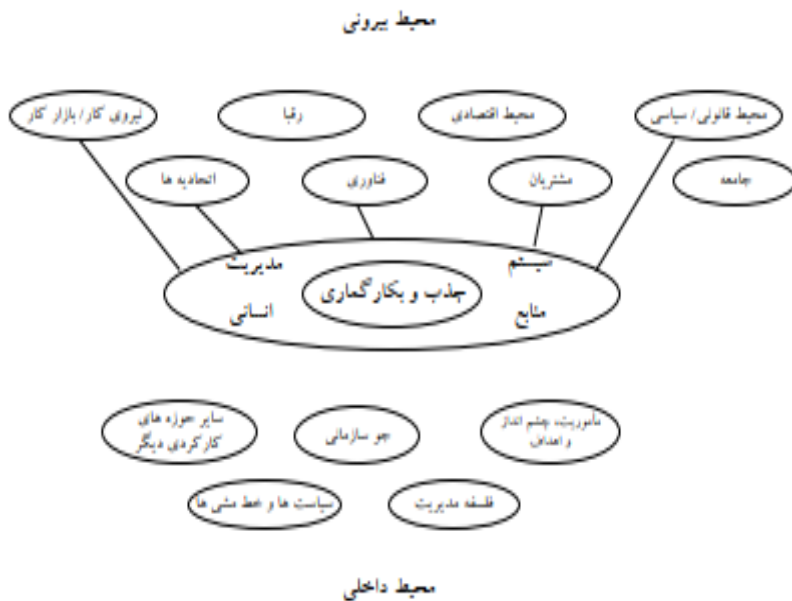 محیط بیرونی
محیط قانونی/ سیاسی
محیط اقتصادی
رقبا
نیروی کار/ بازار کار
جامعه
مشتریان
فناوری
اتحادیه ها
سیستم
مدیریت
جذب و بکارگماری
منابع
انسانی
مأموریت، چشم انداز
و اهداف
جو سازمانی
سایر حوزه های
کارکردی دیگر
فلسفه مدیریت
سیاست ها و خط مشی ها
محیط داخلی